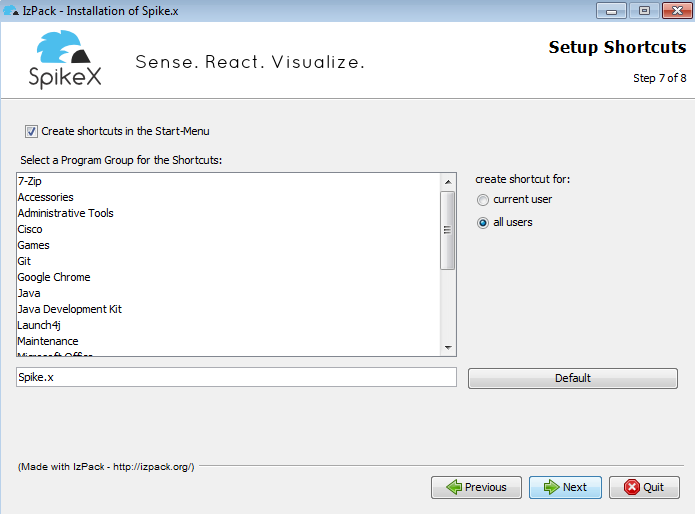 IzPack - Installation of Spike.x
SpikeX
Sense. React. Visualize.
Setup Shortcuts
Step 7 of 8
Create shortcuts in the Start-Menu
Select a Program Group for the Shortcuts:
7-Zip
Accessories
Administrative Tools
Cisco
Games
Git
Google Chrome
Java
Java Development Kit
Launch4j
Maintenance
Microsoft Office
create shortcut for:
current user
all users
Spike.x
Default
(Made with IzPack - http://izpack.org/)
Previous
Next
Quit